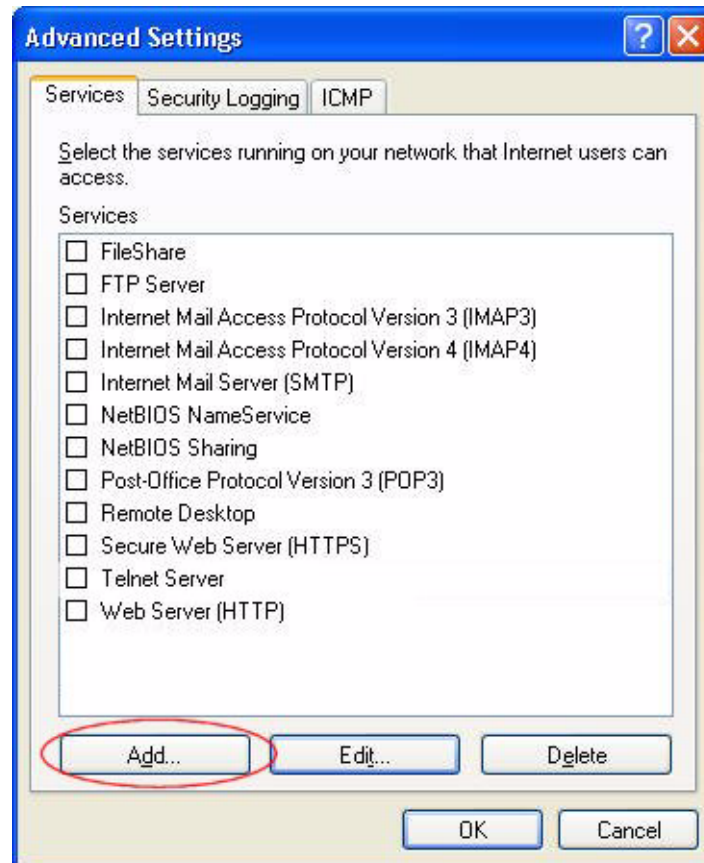 Advanced Settings
Services Security Logging ICMP
Select the services running on your network that Internet users can
access.
Services
FileShare
FTP Server
Internet Mail Access Protocol Version 3 (IMAP3)
Internet Mail Access Protocol Version 4 (IMAP4)
Internet Mail Server (SMTP)
NetBIOS NameService
NetBIOS Sharing
Post-Office Protocol Version 3 (POP3)
Remote Desktop
Secure Web Server (HTTPS)
Telnet Server
Web Server (HTTP)
Add... Edit... Delete
OK Cancel